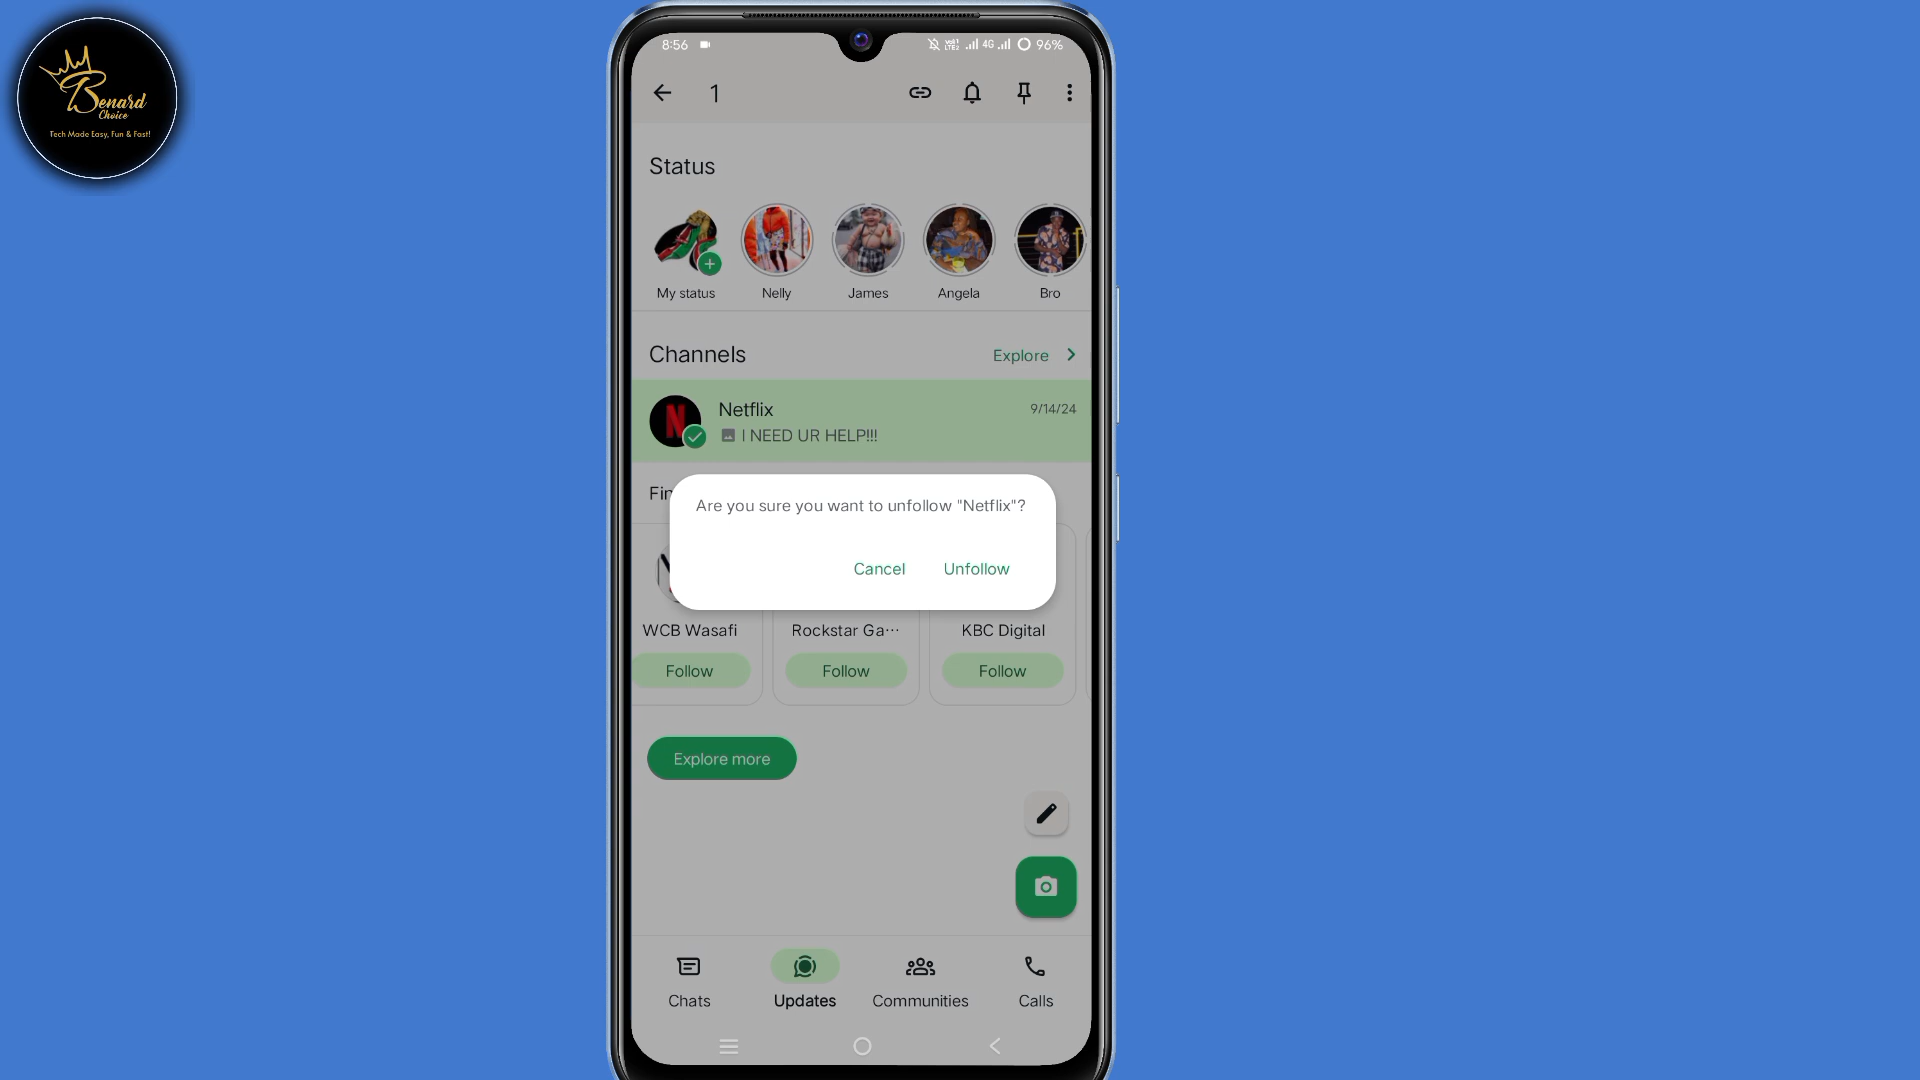 Benard
Choice
Tech Made Easy, Fun & Fast!
8:56
4G
96%
1
Status
My status
Nelly
James
Angela
Bro
Channels
Explore
Netflix
9/14/24
I NEED UR HELP!!!
Fin
Are you sure you want to unfollow "Netflix"?
Cancel
Unfollow
WCB Wasafi
Rockstar Ga···
KBC Digital
Follow
Follow
Follow
Explore more
Chats
Updates
Communities
Calls